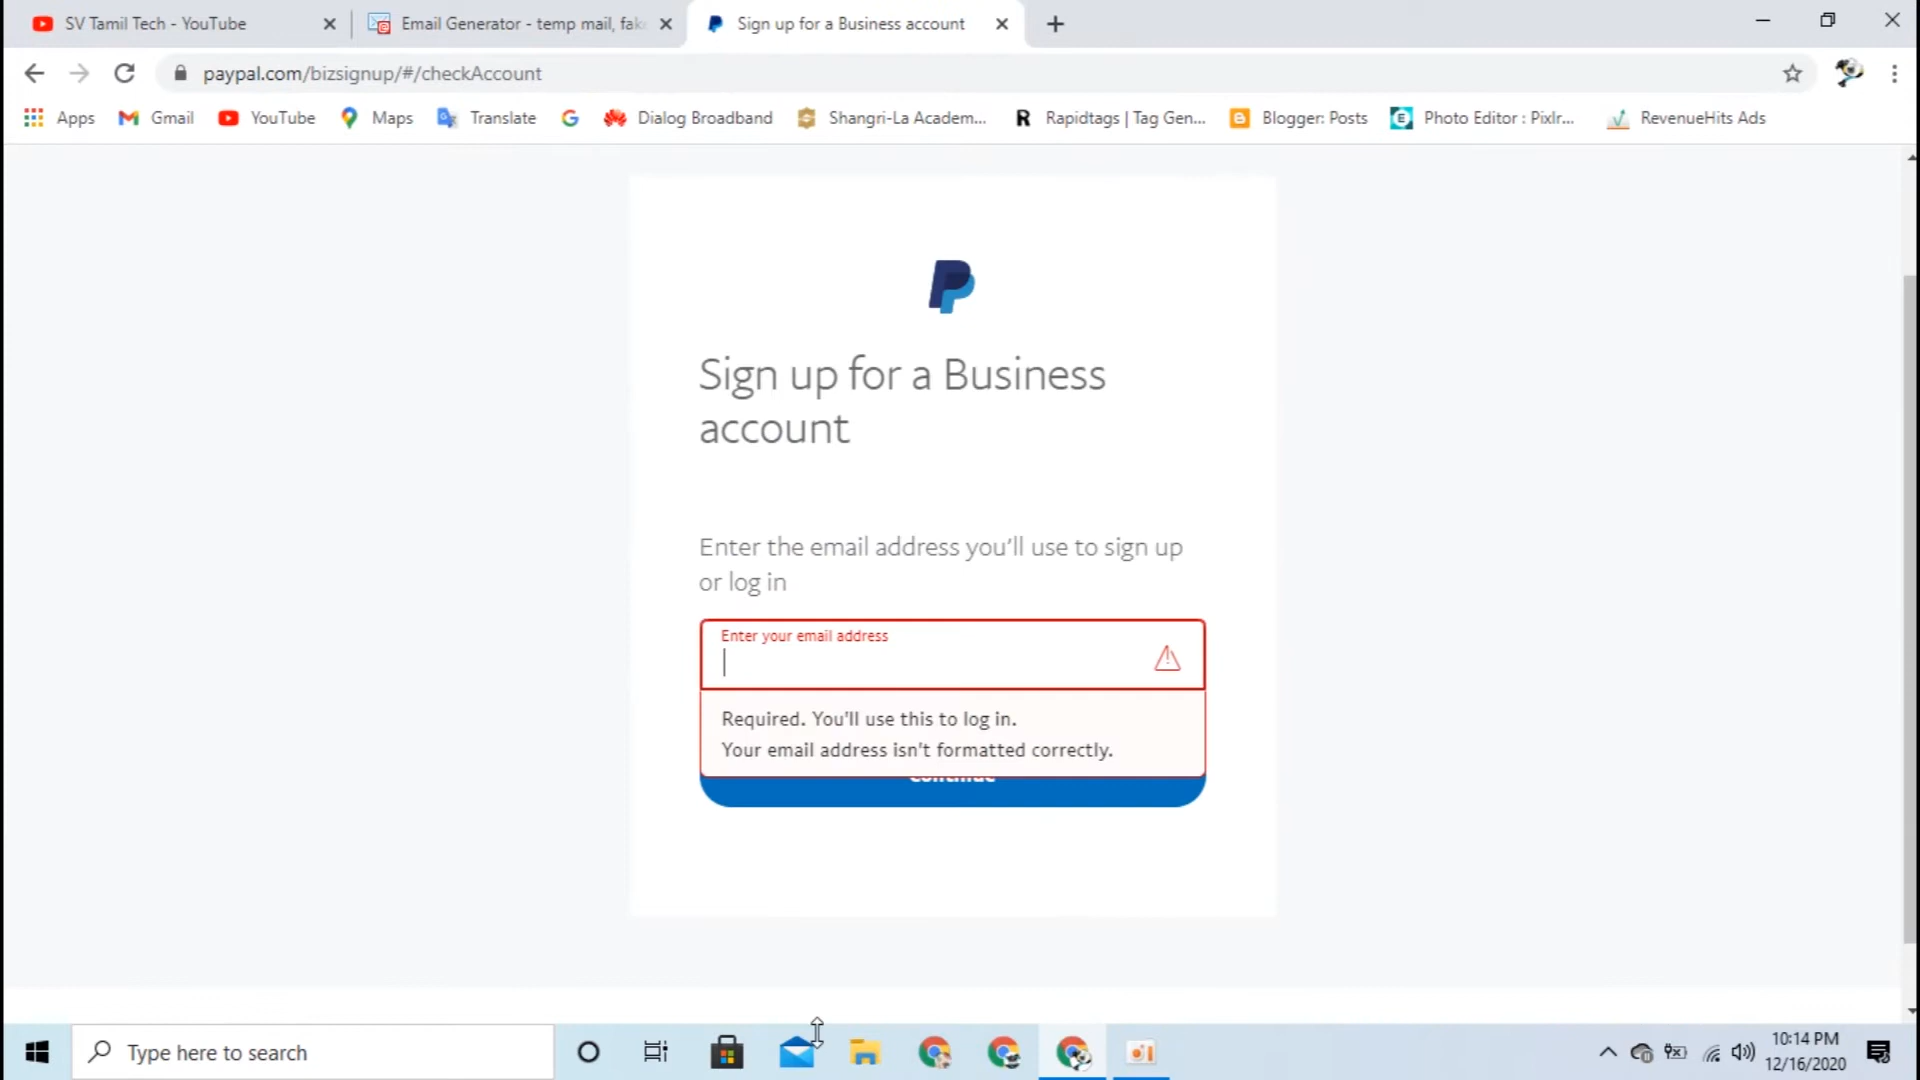 SV Tamil Tech - YouTube
Email Generator - temp mail, fak
Sign up for a Business account
paypal.com/bizsignup/#/checkAccount
Apps
Gmail
YouTube
Maps
Translate
Dialog Broadband
Shangri-La Academ...
R
Rapidtags | Tag Gen...
Blogger: Posts
Photo Editor : Pixlr...
RevenueHits Ads
Sign up for a Business
account
Enter the email address you'll use to sign up
or log in
Enter your email address
Required. You'll use this to log in.
Your email address isn't formatted correctly.
Continue
Type here to search
10:14 PM
12/16/2020